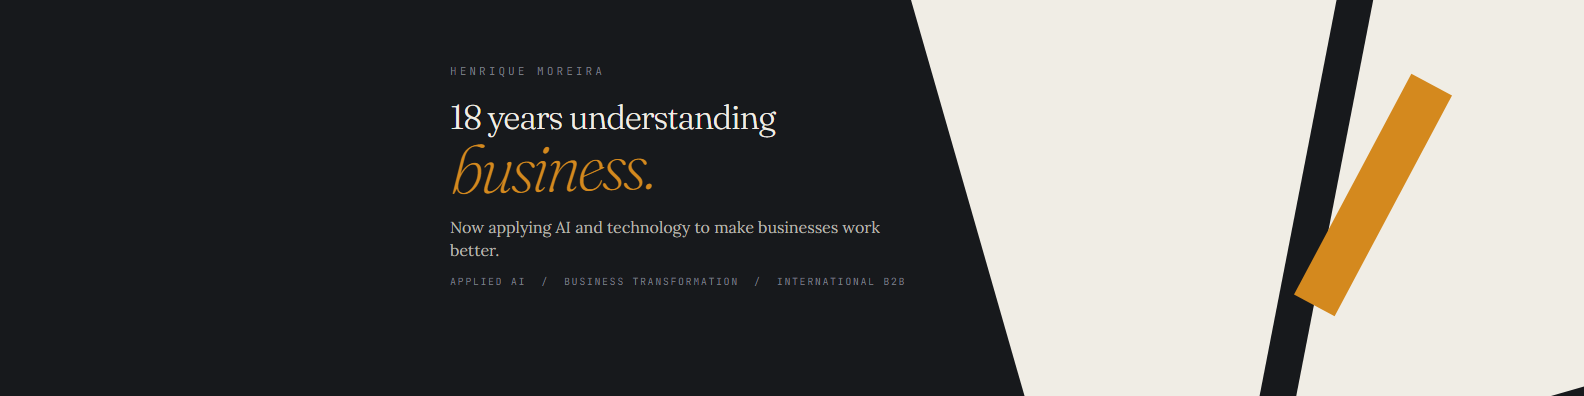 HENRIQUE MOREIRA
18 years understanding
business.
Now applying AI and technology to make businesses work
better.
APPLIED AI / BUSINESS TRANSFORMATION / INTERNATIONAL B2B